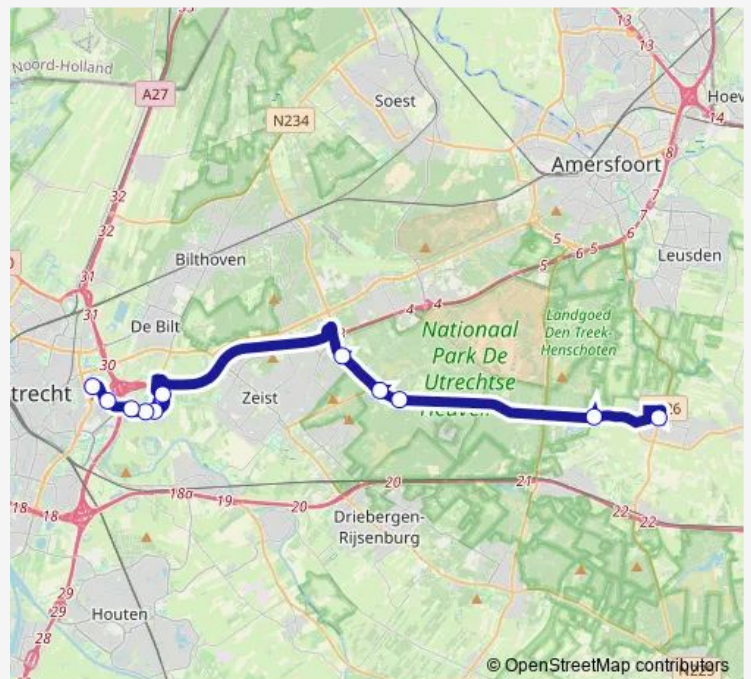 33
13
13
Noord-Holland
A27
Soest
Hoev
14
N234
Amersfoort
8
32
7
32
7
6
5
5
6
5
Leusden
Bilthoven
31
4
4
31
Landgoed
Den Treek-
Henschoten
De Bilt
Nationaal
Park De
Utrechtse
30
trecht
Zeist
26
20
21
18a
19
20
22
22
18
18
Driebergen-
Rijsenburg
29
29
Houten
28
© OpenStreetMap contributors
N225